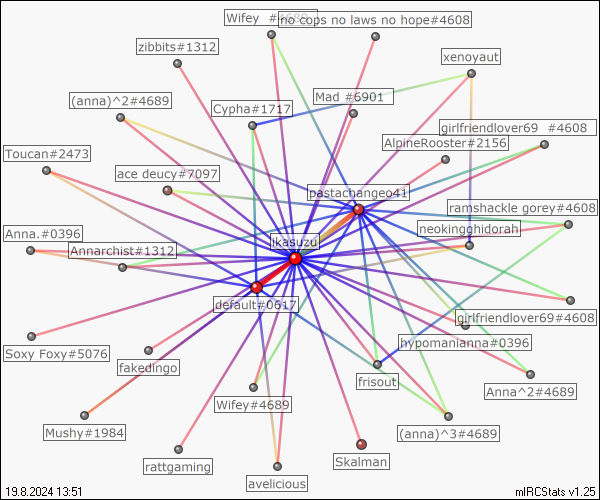 Wifey #4689
no cops no laws no hope#4608
zibbits#1312
xenoyaut
(anna)^2#4689
Cypha#1717
Mad #6901
girlfriendlover69 #4608
AlpineRooster#2156
Toucan#2473
ace deucy#7097
pastachangeo41
ramshackle gorey#4608
neokingghidorah
Anna.#0396
Annarchist#1312
ikasuzu
default#0617
girlfriendlover69#4608
hypomanianna#0396
Soxy Foxy#5076
fakedingo
frisout
Anna^2#4689
Wifey#4689
Mushy#1984
(anna)^3#4689
rattgaming
Skalman
avelicious
19.8.2024 13:51
mIRCStats v1.25